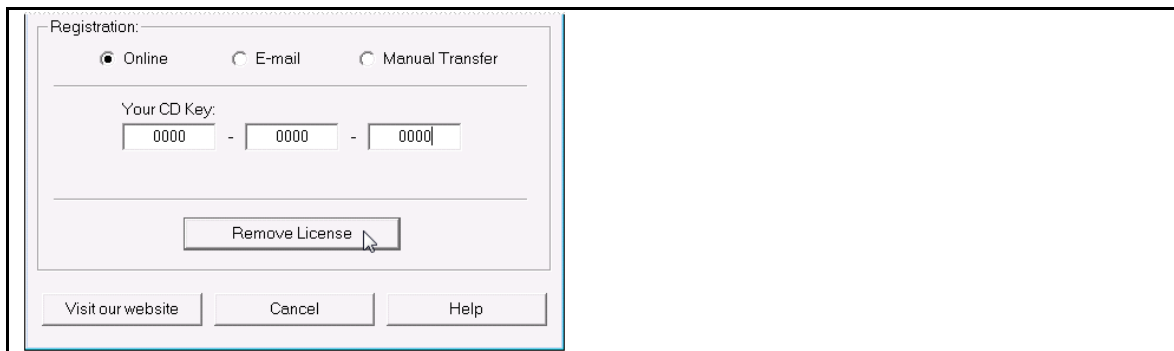 Registration:
Online E-mail Manual Transfer
Your CD Key:
0000 - 0000 - 0000
Remove License
Visit our website Cancel Help